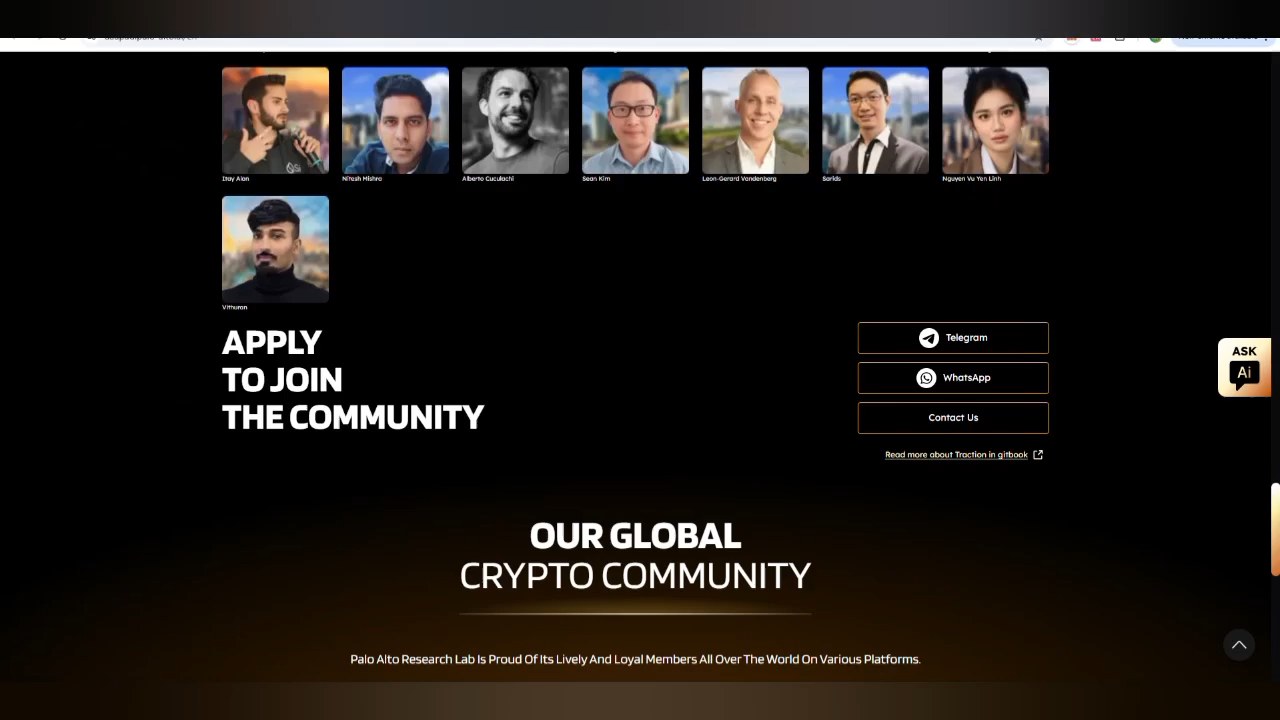 Itay Alon
Nitesh Mishra
Alberto Cuculachi
Sean Kim
Leon-Gerard Vandenberg
Sarids
Nguyen Vu Yen Linh
Vithuran
APPLY
TO JOIN
THE COMMUNITY
Telegram
WhatsApp
Contact Us
Read more about Traction in gitbook
ASK
Ai
OUR GLOBAL
CRYPTO COMMUNITY
Palo Alto Research Lab Is Proud Of Its Lively And Loyal Members All Over The World On Various Platforms.